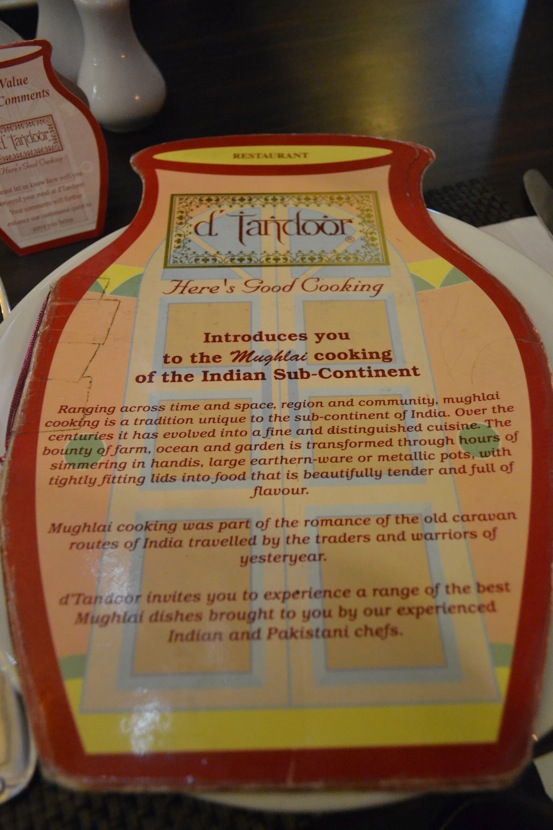 Value
Comments
d' Tandoor
Here's Good Cooking
RESTAURANT
d' Tandoor®
Here's Good Cooking
Introduces you
to the Mughlai cooking
of the Indian Sub-Continent
Ranging across time and space, region and community, mughlai
cooking is a tradition unique to the sub-continent of India. Over the
centuries it has evolved into a fine and distinguished cuisine. The
bounty of farm, ocean and garden is transformed through hours of
simmering in handis, large earthern-ware or metallic pots, with
tightly fitting lids into food that is beautifully tender and full of
flavour.
Mughlai cooking was part of the romance of the old caravan
routes of India travelled by the traders and warriors of
yesteryear.
d'Tandoor invites you to experience a range of the best
Mughlai dishes brought to you by our experienced
Indian and Pakistani chefs.